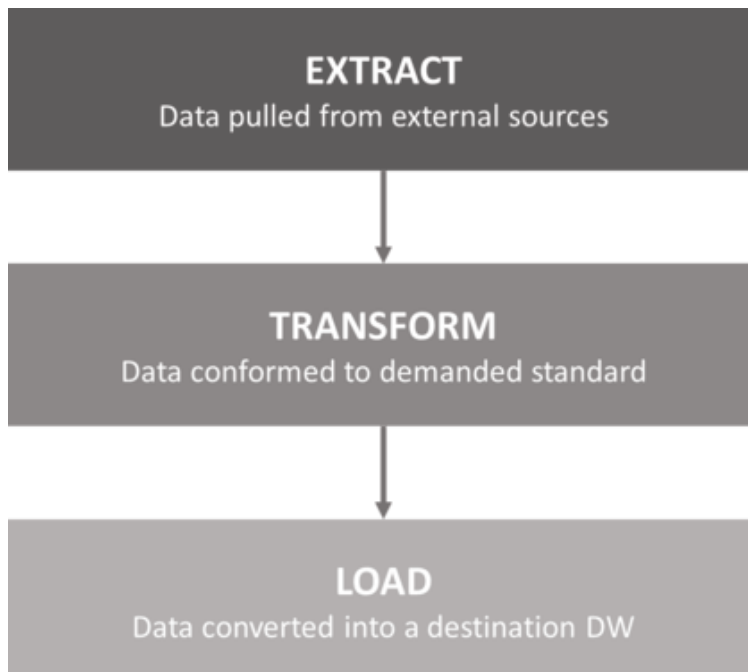 EXTRACT
Data pulled from external sources
TRANSFORM
Data conformed to demanded standard
LOAD
Data converted into a destination DW